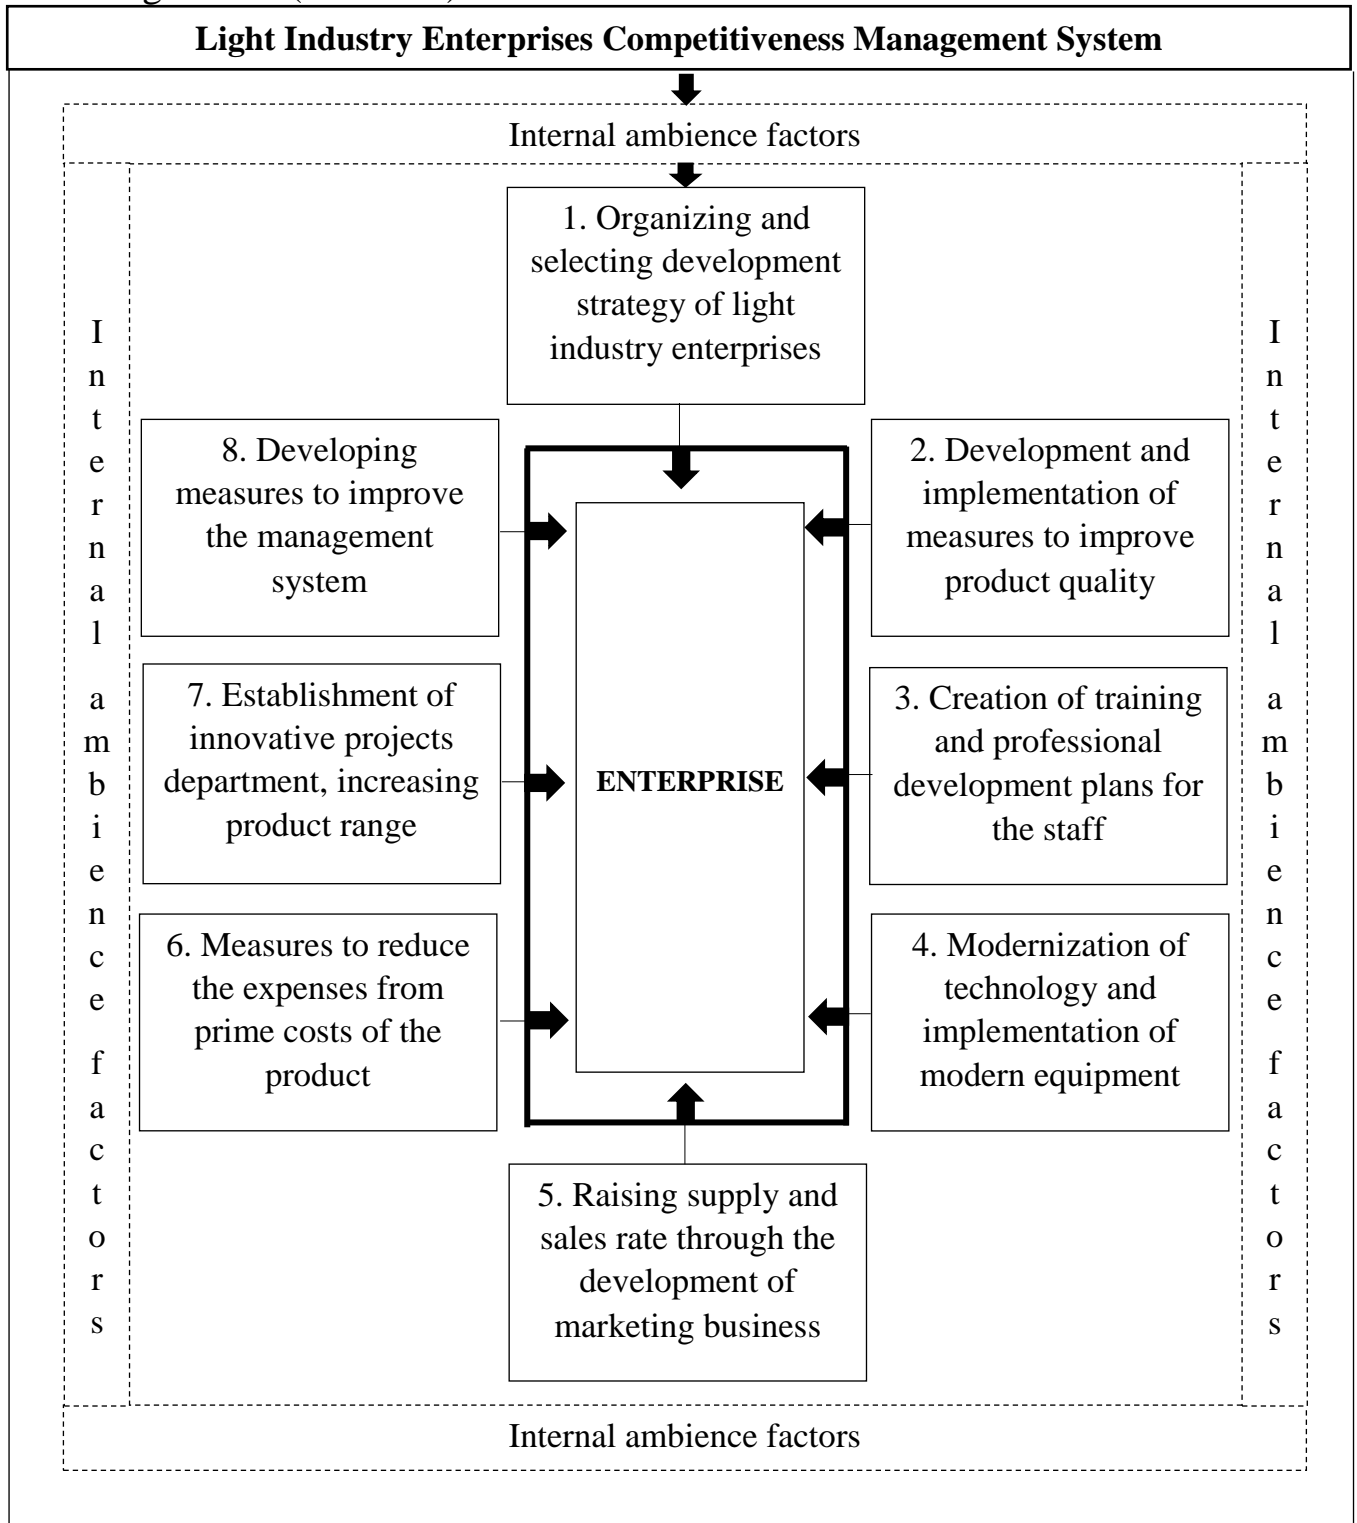 Light Industry Enterprises Competitiveness Management System
Internal ambience factors
1. Organizing and
selecting development
strategy of light
industry enterprises
Internal ambience factors
Internal ambience factors
8. Developing
measures to improve
the management
system
2. Development and
implementation of
measures to improve
product quality
7. Establishment of
innovative projects
department, increasing
product range
ENTERPRISE
3. Creation of training
and professional
development plans for
the staff
6. Measures to reduce
the expenses from
prime costs of the
product
4. Modernization of
technology and
implementation of
modern equipment
5. Raising supply and
sales rate through the
development of
marketing business
Internal ambience factors